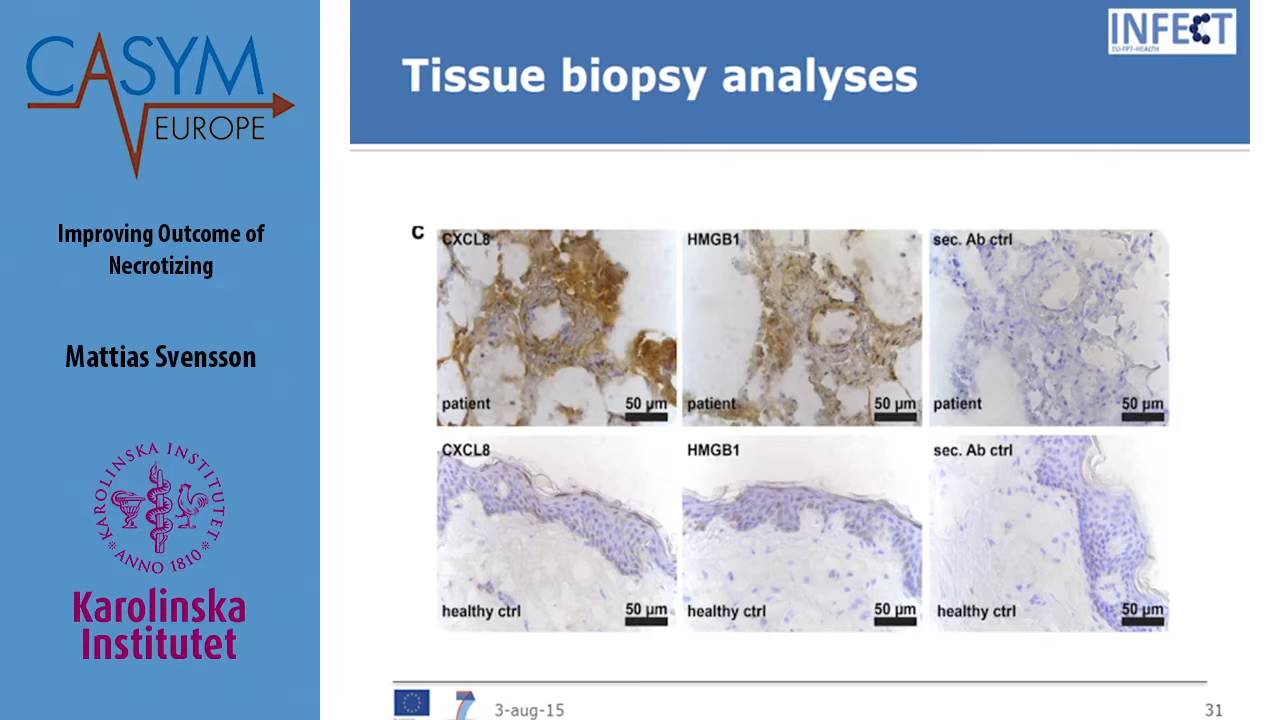 CASYM
EUROPE
Improving Outcome of
Necrotizing
Mattias Svensson
KAROLINSKA INSTITUTET
ANNO 1810
Karolinska
Institutet
INFECT
EU-FP7-HEALTH
Tissue biopsy analyses
C
CXCL8
patient
50 µm
HMGB1
patient
50 µm
sec. Ab ctrl
patient
50 µm
CXCL8
healthy ctrl
50 µm
HMGB1
healthy ctrl
50 µm
sec. Ab ctrl
healthy ctrl
50 µm
7
3-aug-15
31